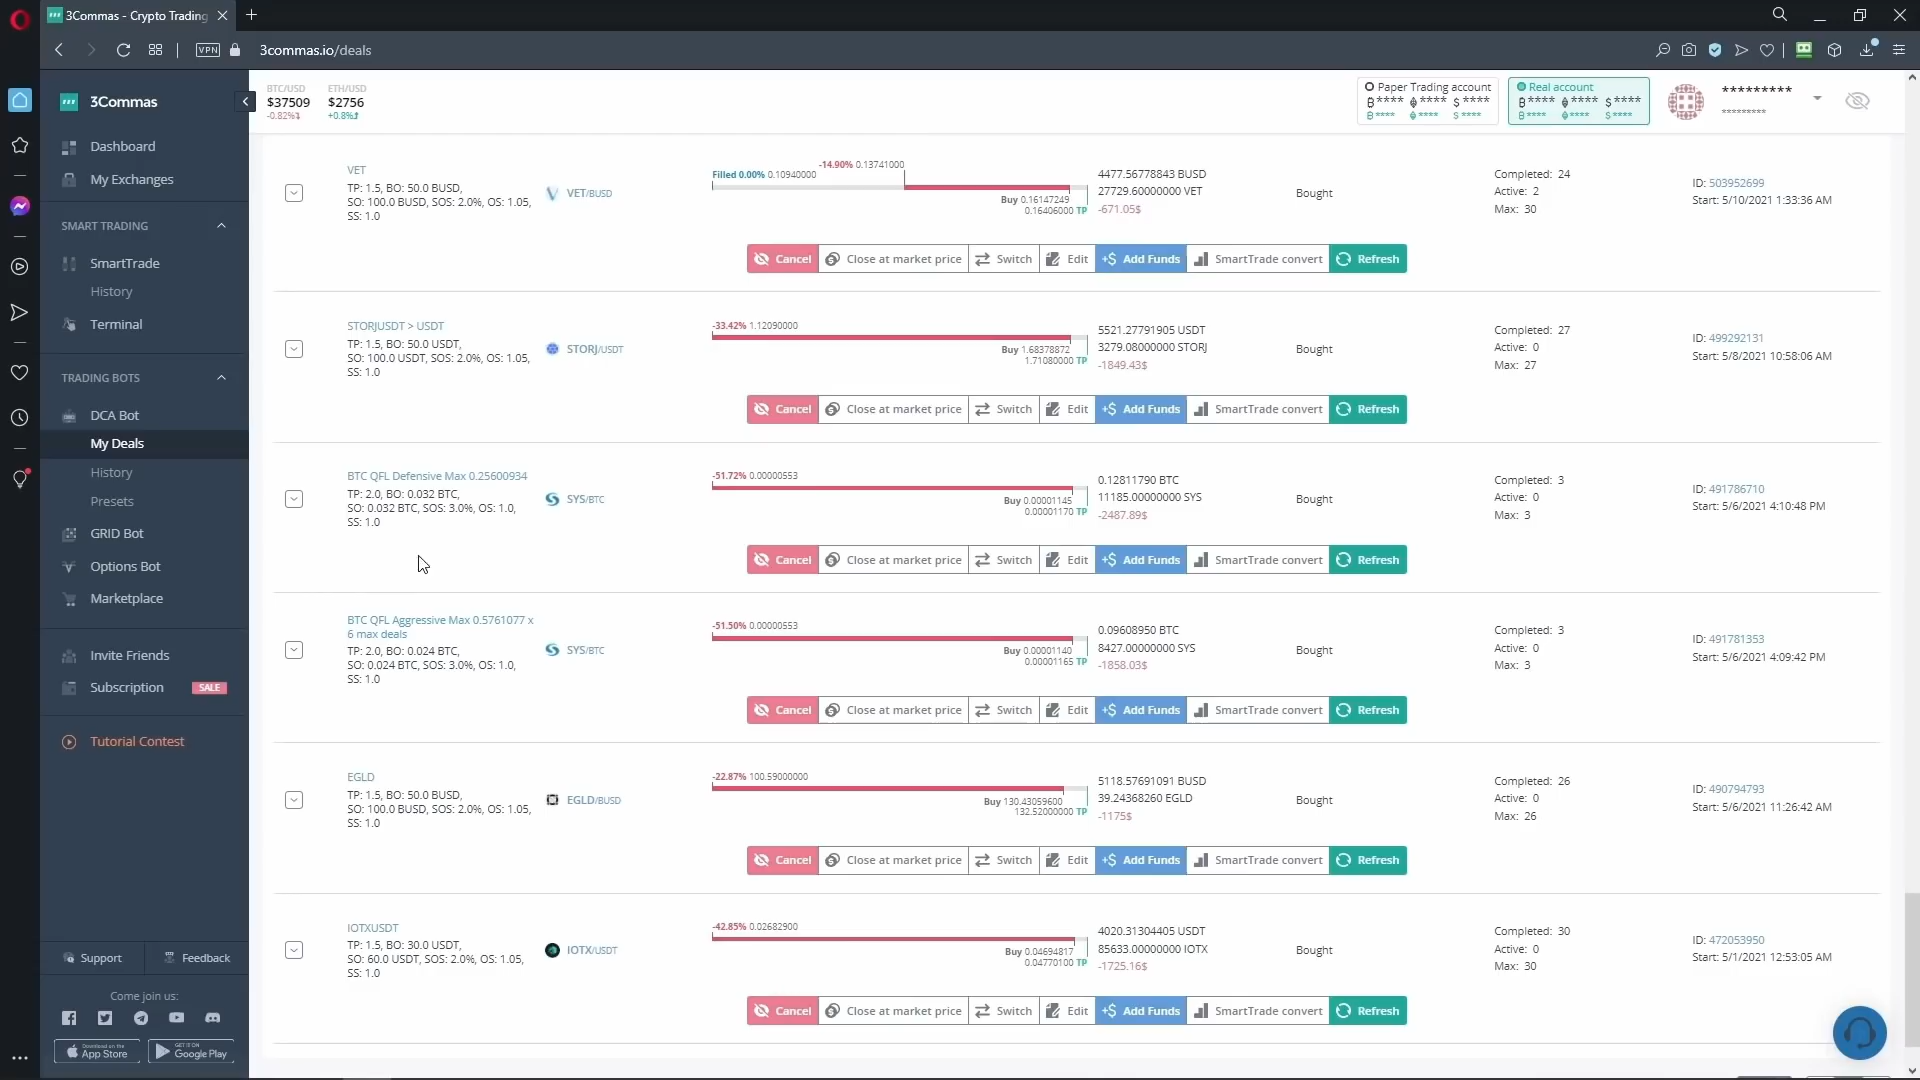 3Commas - Crypto Trading
VPN
3commas.io/deals
3Commas
BTC/USD
$37509
-0.82%
ETH/USD
$2756
+0.8%
Paper Trading account
**** **** $ ****
**** **** $ ****
Real account
**** **** $ ****
**** **** $ ****
*********
*********
Dashboard
My Exchanges
SMART TRADING
SmartTrade
History
Terminal
TRADING BOTS
DCA Bot
My Deals
History
Presets
GRID Bot
Options Bot
Marketplace
Invite Friends
Subscription SALE
Tutorial Contest
Support
Feedback
Come join us:
Download on the
App Store
GET IT ON
Google Play
VET
TP: 1.5, BO: 50.0 BUSD,
SO: 100.0 BUSD, SOS: 2.0%, OS: 1.05,
SS: 1.0
VET/BUSD
-14.90% 0.13741000
Filled 0.00% 0.10940000
Buy 0.16147249
0.16406000 TP
4477.56778843 BUSD
27729.60000000 VET
-671.05$
Bought
Completed: 24
Active: 2
Max: 30
ID: 503952699
Start: 5/10/2021 1:33:36 AM
Cancel Close at market price Switch Edit +$ Add Funds SmartTrade convert Refresh
STORJUSDT > USDT
TP: 1.5, BO: 50.0 USDT,
SO: 100.0 USDT, SOS: 2.0%, OS: 1.05,
SS: 1.0
STORJ/USDT
-33.42% 1.12090000
Buy 1.68378872
1.71080000 TP
5521.27791905 USDT
3279.08000000 STORJ
-1849.43$
Bought
Completed: 27
Active: 0
Max: 27
ID: 499292131
Start: 5/8/2021 10:58:06 AM
Cancel Close at market price Switch Edit +$ Add Funds SmartTrade convert Refresh
BTC QFL Defensive Max 0.25600934
TP: 2.0, BO: 0.032 BTC,
SO: 0.032 BTC, SOS: 3.0%, OS: 1.0,
SS: 1.0
SYS/BTC
-51.72% 0.00000553
Buy 0.00001145
0.00001170 TP
0.12811790 BTC
11185.00000000 SYS
-2487.89$
Bought
Completed: 3
Active: 0
Max: 3
ID: 491786710
Start: 5/6/2021 4:10:48 PM
Cancel Close at market price Switch Edit +$ Add Funds SmartTrade convert Refresh
BTC QFL Aggressive Max 0.5761077 x
6 max deals
TP: 2.0, BO: 0.024 BTC,
SO: 0.024 BTC, SOS: 3.0%, OS: 1.0,
SS: 1.0
SYS/BTC
-51.50% 0.00000553
Buy 0.00001140
0.00001165 TP
0.09608950 BTC
8427.00000000 SYS
-1858.03$
Bought
Completed: 3
Active: 0
Max: 3
ID: 491781353
Start: 5/6/2021 4:09:42 PM
Cancel Close at market price Switch Edit +$ Add Funds SmartTrade convert Refresh
EGLD
TP: 1.5, BO: 50.0 BUSD,
SO: 100.0 BUSD, SOS: 2.0%, OS: 1.05,
SS: 1.0
EGLD/BUSD
-22.87% 100.59000000
Buy 130.43059600
132.52000000 TP
5118.57691091 BUSD
39.24368260 EGLD
-1175$
Bought
Completed: 26
Active: 0
Max: 26
ID: 490794793
Start: 5/6/2021 11:26:42 AM
Cancel Close at market price Switch Edit +$ Add Funds SmartTrade convert Refresh
IOTXUSDT
TP: 1.5, BO: 30.0 USDT,
SO: 60.0 USDT, SOS: 2.0%, OS: 1.05,
SS: 1.0
IOTX/USDT
-42.85% 0.02682900
Buy 0.04694817
0.04770100 TP
4020.31304405 USDT
85633.00000000 IOTX
-1725.16$
Bought
Completed: 30
Active: 0
Max: 30
ID: 472053950
Start: 5/1/2021 12:53:05 AM
Cancel Close at market price Switch Edit +$ Add Funds SmartTrade convert Refresh